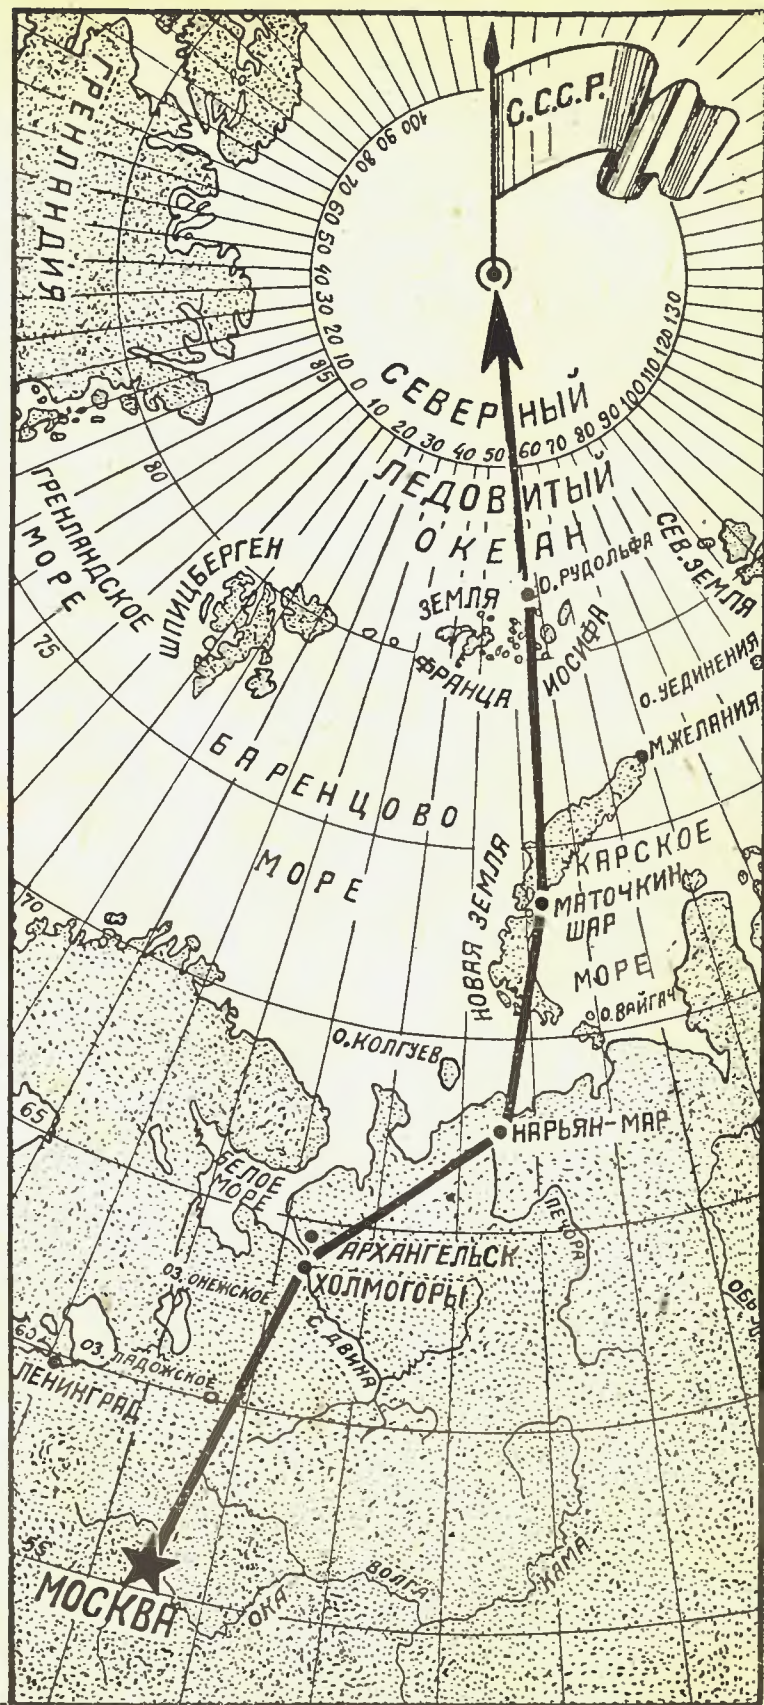 ГРЕНЛАНДИЯ
С.С.С.Р.
100 90 80 70 60 50 40 30 20 10 0 10 20 30 40 50 60 70 80 90 100 110 120 130
85
СЕВЕРНЫЙ
ЛЕДОВИТЫЙ
ОКЕАН
80
ГРЕНЛАНДСКОЕ
МОРЕ
ШПИЦБЕРГЕН
О.РУДОЛЬФА
СЕВ.ЗЕМЛЯ
ЗЕМЛЯ
ФРАНЦА
ИОСИФА
75
О.УЕДИНЕНИЯ
М.ЖЕЛАНИЯ
БАРЕНЦОВО
МОРЕ
НОВАЯ ЗЕМЛЯ
КАРСКОЕ
МАТОЧКИН
ШАР
МОРЕ
70
О.ВАЙГАЧ
О.КОЛГУЕВ
65
НАРЬЯН-МАР
БЕЛОЕ
МОРЕ
ПЕЧОРА
АРХАНГЕЛЬСК
ХОЛМОГОРЫ
ОЗ.ОНЕЖСКОЕ
С.ДВИНА
ОБЬ
60
ОЗ.ЛАДОЖСКОЕ
ЛЕНИНГРАД
55
МОСКВА
ОКА
ВОЛГА
КАМА